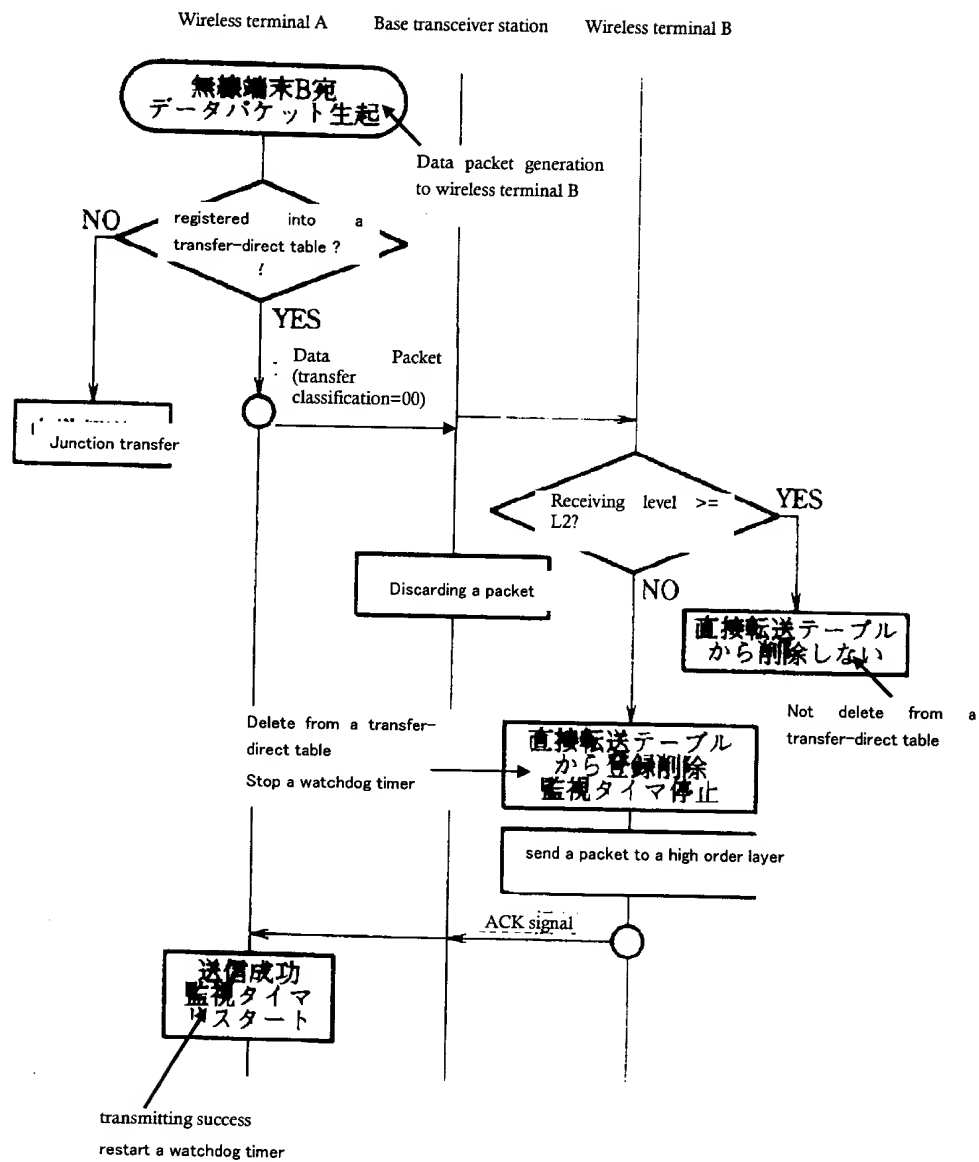 Wireless terminal A Base transceiver station Wireless terminal B
無線端末B宛
データパケット生起
Data packet generation
to wireless terminal B
NO
registered into a
transfer-direct table ?
YES
Data Packet
(transfer
classification=00)
Junction transfer
Receiving level >=
L2?
YES
NO
Discarding a packet
直接転送テーブル
から削除しない
Not delete from a
transfer-direct table
Delete from a transfer-
direct table
Stop a watchdog timer
直接転送テーブル
から登録削除
監視タイマ停止
send a packet to a high order layer
ACK signal
送信成功
監視タイマ
リスタート
transmitting success
restart a watchdog timer